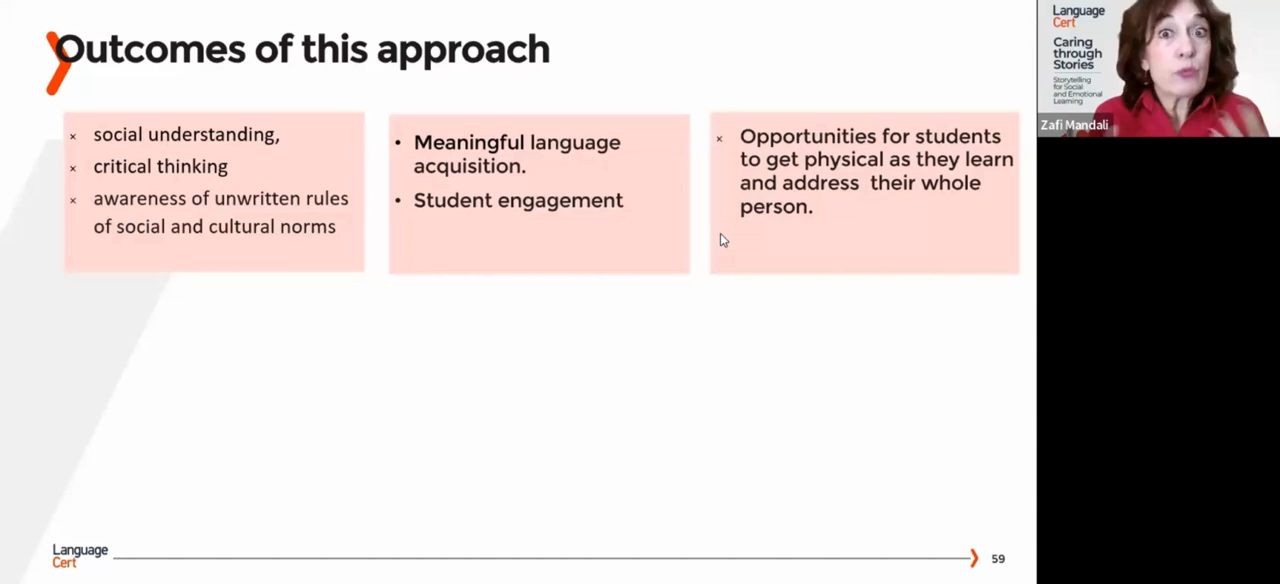 Outcomes of this approach
× social understanding,
× critical thinking
× awareness of unwritten rules
of social and cultural norms
• Meaningful language
acquisition.
• Student engagement
× Opportunities for students
to get physical as they learn
and address their whole
person.
Language
Cert
59
Language
Cert
Caring
through
Stories
Storytelling
for Social
and Emotional
Learning
Zafi Mandali